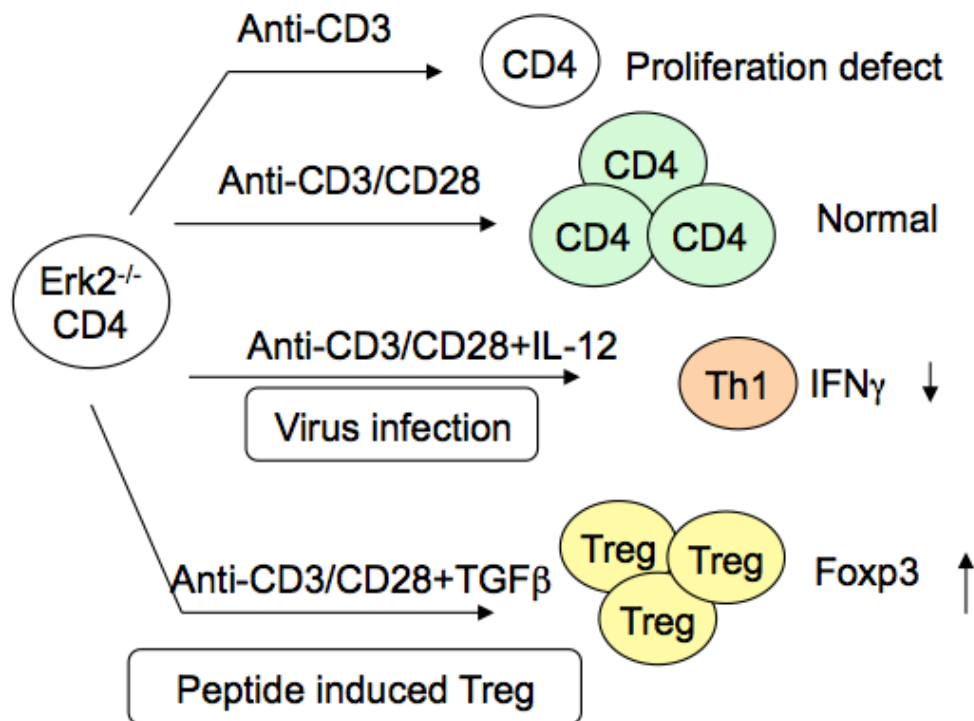 Anti-CD3
CD4
Proliferation defect
Anti-CD3/CD28
CD4
CD4
CD4
Normal
Erk2-/-
CD4
Anti-CD3/CD28+IL-12
Virus infection
Th1
IFNγ ↓
Anti-CD3/CD28+TGFβ
Peptide induced Treg
Treg
Treg
Treg
Foxp3 ↑